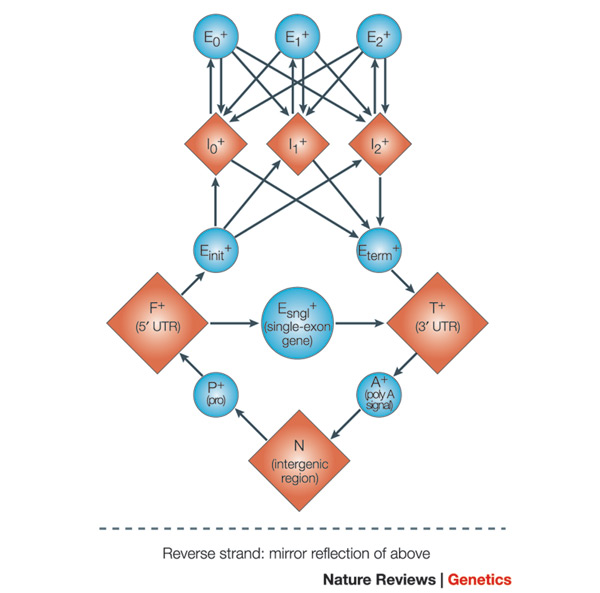 E₀⁺ E₁⁺ E₂⁺
I₀⁺ I₁⁺ I₂⁺
Einit⁺ Eterm⁺
F⁺
(5′ UTR)
Esngl⁺
(single-exon
gene)
T⁺
(3′ UTR)
P⁺
(pro)
A⁺
(poly A
signal)
N
(intergenic
region)
Reverse strand: mirror reflection of above
Nature Reviews | Genetics